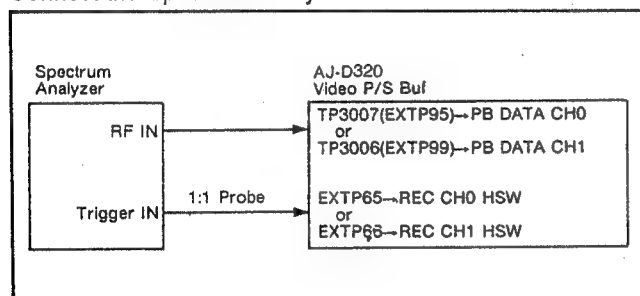 Spectrum
Analyzer
RF IN
1:1 Probe
Trigger IN
AJ-D320
Video P/S Buf
TP3007(EXTP95)→PB DATA CH0
or
TP3006(EXTP99)→PB DATA CH1
EXTP65→REC CH0 HSW
or
EXTP66→REC CH1 HSW